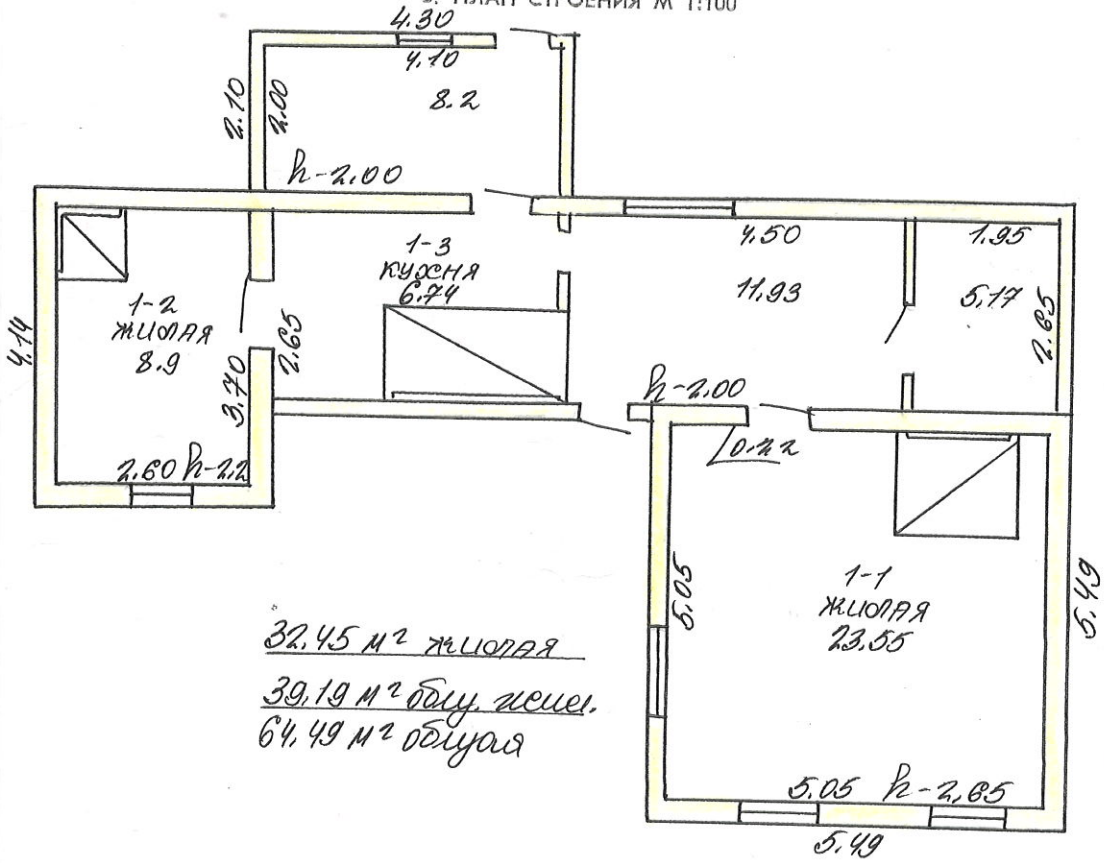 5. ПЛАН СТРОЕНИЯ М 1:100
4.30
4.10
8.2
2.10
2.00
h-2.00
1-3
КУХНЯ
6.74
4.50
1.95
11.93
5.17
2.65
1-2
ЖИЛАЯ
8.9
4.14
2.65
3.70
h-2.00
0.22
2.60 h-2.2
5.05
1-1
ЖИЛАЯ
23.55
5.49
32.45 м² ЖИЛАЯ
39.19 м² общ. жил.
64.49 м² общая
5.05 h-2.65
5.49